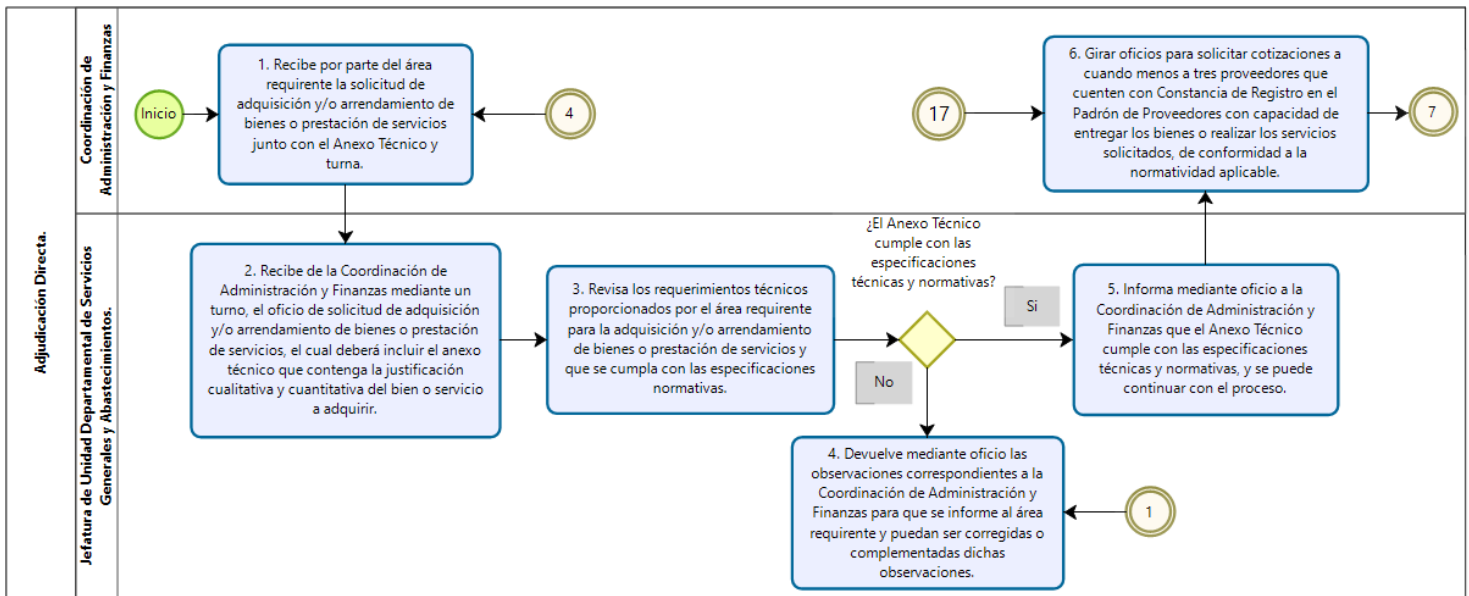 Adjudicación Directa.
Coordinación de
Administración y Finanzas
Inicio
1. Recibe por parte del área
requirente la solicitud de
adquisición y/o arrendamiento de
bienes o prestación de servicios
junto con el Anexo Técnico y
turna.
4
17
6. Girar oficios para solicitar cotizaciones a
cuando menos a tres proveedores que
cuenten con Constancia de Registro en el
Padrón de Proveedores con capacidad de
entregar los bienes o realizar los servicios
solicitados, de conformidad a la
normatividad aplicable.
7
Jefatura de Unidad Departamental de Servicios
Generales y Abastecimientos.
2. Recibe de la Coordinación de
Administración y Finanzas mediante un
turno, el oficio de solicitud de adquisición
y/o arrendamiento de bienes o prestación
de servicios, el cual deberá incluir el anexo
técnico que contenga la justificación
cualitativa y cuantitativa del bien o servicio
a adquirir.
3. Revisa los requerimientos técnicos
proporcionados por el área requirente
para la adquisición y/o arrendamiento
de bienes o prestación de servicios y
que se cumpla con las especificaciones
normativas.
¿El Anexo Técnico
cumple con las
especificaciones
técnicas y normativas?
Si
No
5. Informa mediante oficio a la
Coordinación de Administración y
Finanzas que el Anexo Técnico
cumple con las especificaciones
técnicas y normativas, y se puede
continuar con el proceso.
4. Devuelve mediante oficio las
observaciones correspondientes a la
Coordinación de Administración y
Finanzas para que se informe al área
requirente y puedan ser corregidas o
complementadas dichas
observaciones.
1